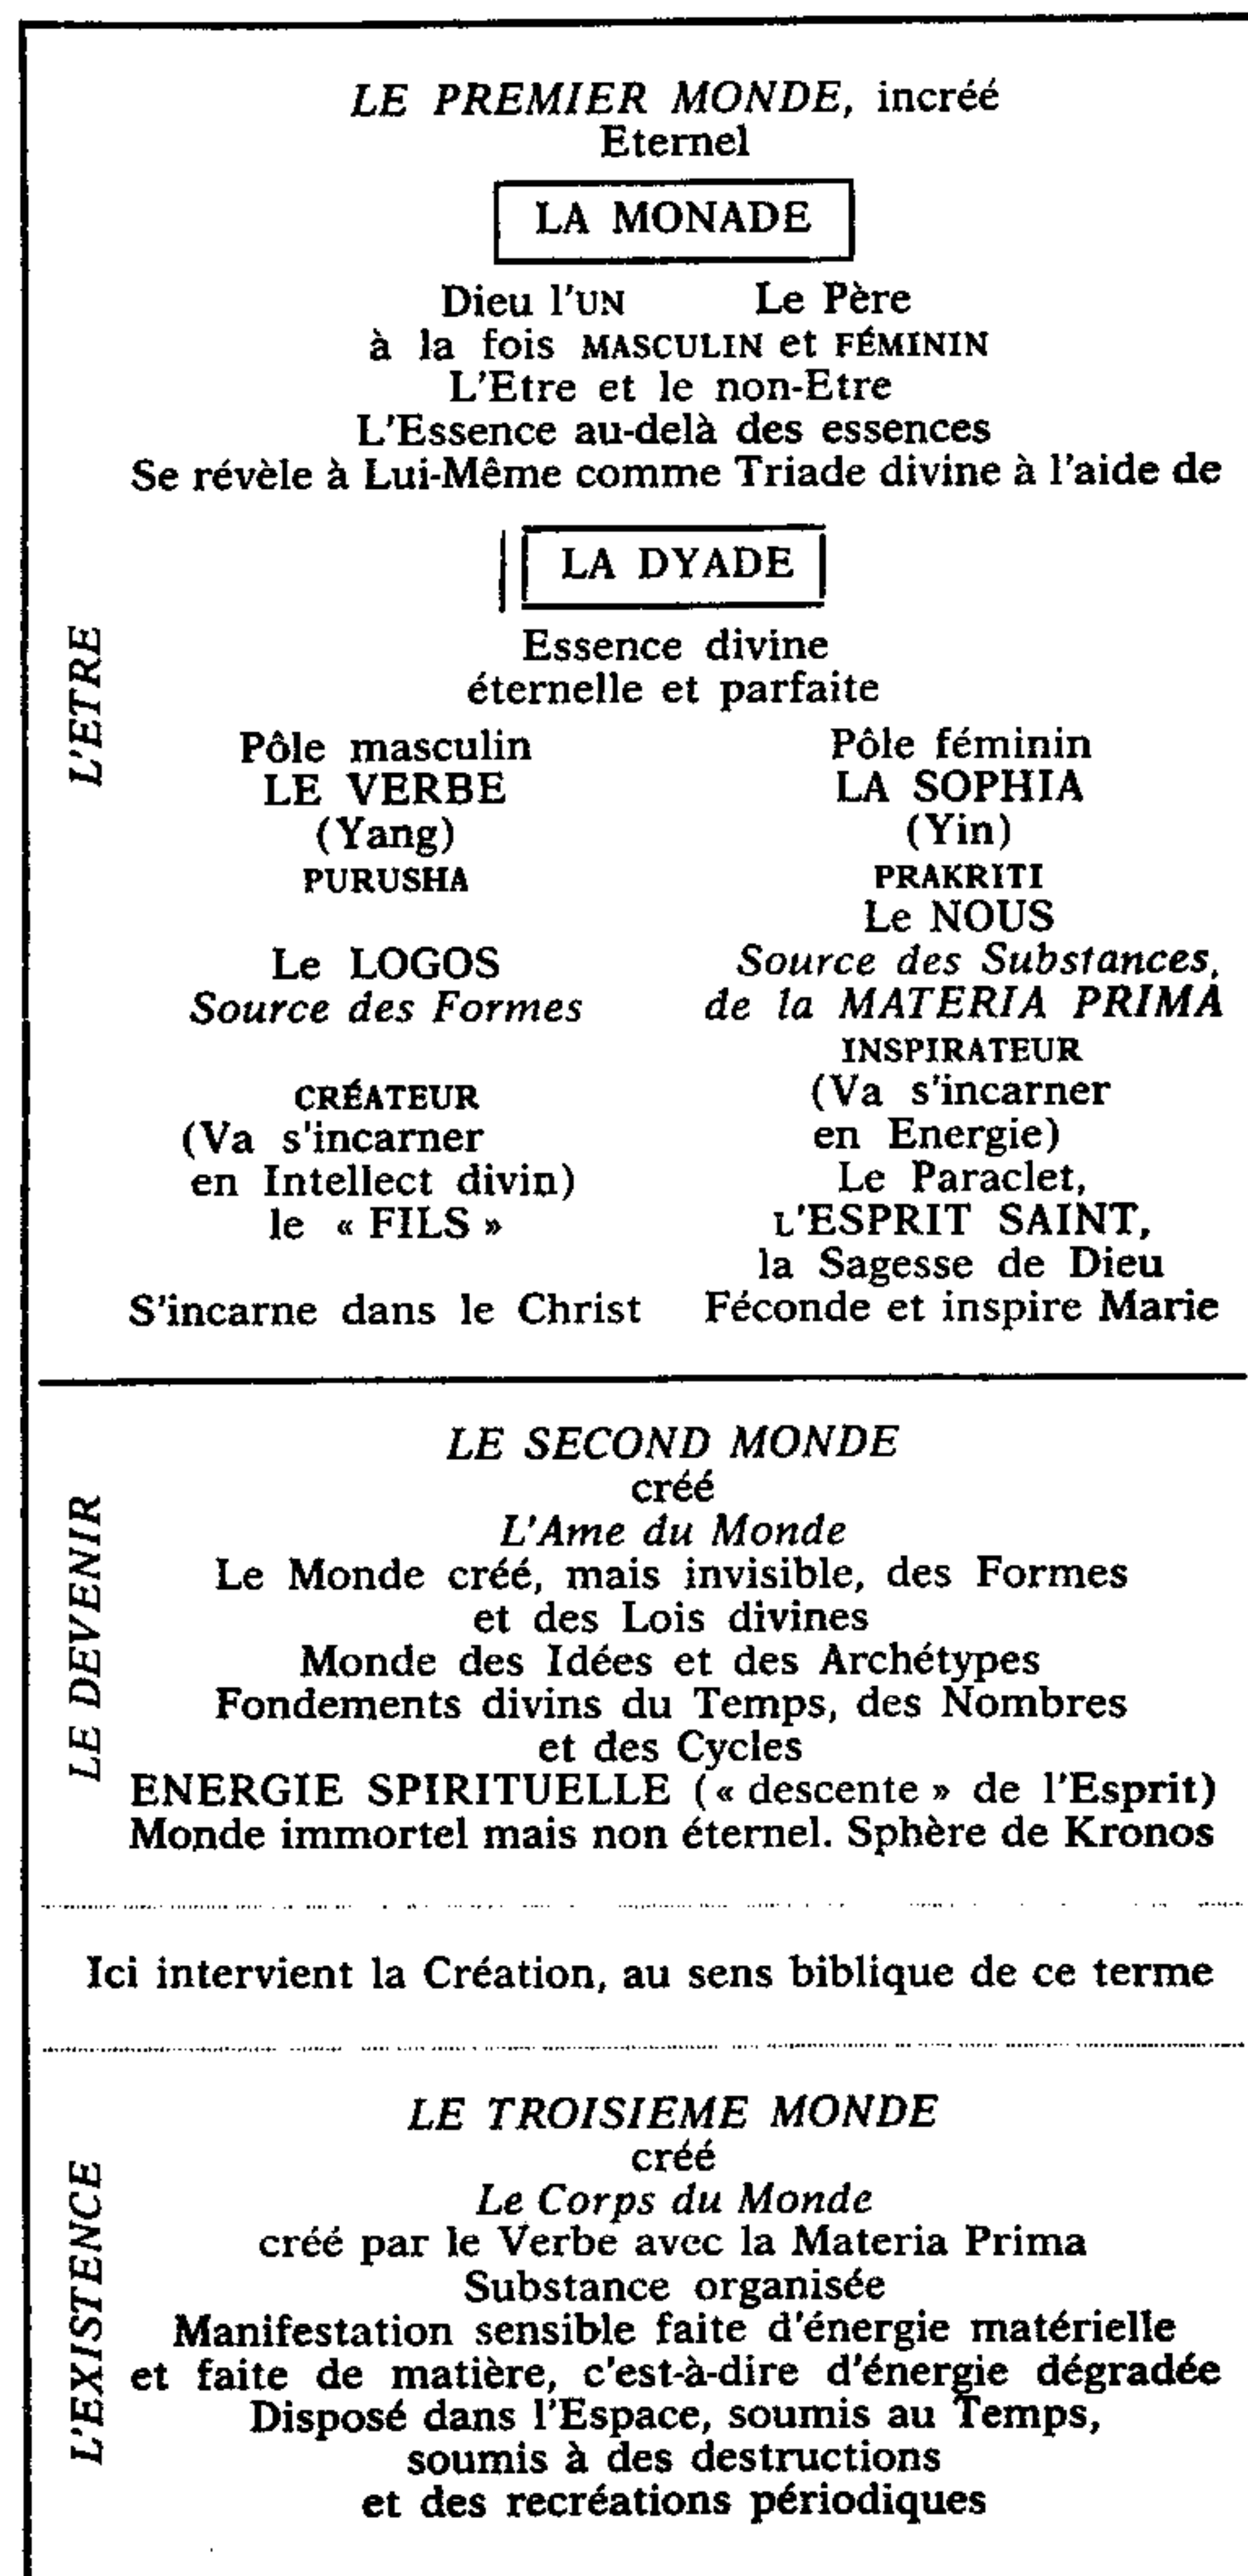 LE PREMIER MONDE, incréé
Eternel
LA MONADE
Dieu l'UN Le Père
à la fois MASCULIN et FÉMININ
L'Etre et le non-Etre
L'Essence au-delà des essences
Se révèle à Lui-Même comme Triade divine à l'aide de
LA DYADE
Essence divine
éternelle et parfaite
L'ETRE
Pôle masculin
LE VERBE
(Yang)
PURUSHA
Le LOGOS
Source des Formes
CRÉATEUR
(Va s'incarner
en Intellect divin)
le « FILS »
S'incarne dans le Christ
Pôle féminin
LA SOPHIA
(Yin)
PRAKRITI
Le NOUS
Source des Substances,
de la MATERIA PRIMA
INSPIRATEUR
(Va s'incarner
en Energie)
Le Paraclet,
L'ESPRIT SAINT,
la Sagesse de Dieu
Féconde et inspire Marie
LE DEVENIR
LE SECOND MONDE
créé
L'Ame du Monde
Le Monde créé, mais invisible, des Formes
et des Lois divines
Monde des Idées et des Archétypes
Fondements divins du Temps, des Nombres
et des Cycles
ENERGIE SPIRITUELLE (« descente » de l'Esprit)
Monde immortel mais non éternel. Sphère de Kronos
Ici intervient la Création, au sens biblique de ce terme
L'EXISTENCE
LE TROISIEME MONDE
créé
Le Corps du Monde
créé par le Verbe avec la Materia Prima
Substance organisée
Manifestation sensible faite d'énergie matérielle
et faite de matière, c'est-à-dire d'énergie dégradée
Disposé dans l'Espace, soumis au Temps,
soumis à des destructions
et des recréations périodiques